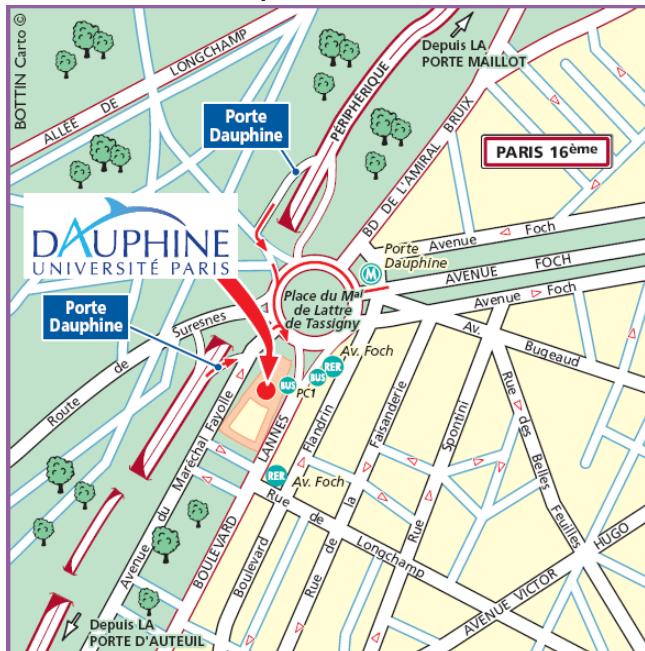 BOTTIN Carto ©
ALLÉE DE LONGCHAMP
Depuis LA
PORTE MAILLOT
PÉRIPHÉRIQUE
BD DE L'AMIRAL BRUIX
Porte
Dauphine
PARIS 16ème
DAUPHINE
UNIVERSITÉ PARIS
Avenue Foch
Porte
Dauphine
M
AVENUE FOCH
Avenue Foch
Place du Mal
de Lattre
de Tassigny
Porte
Dauphine
Route de Suresnes
Av. Bugeaud
Av. Foch
RER
BUS
BUS
PC1
Avenue du Maréchal Fayolle
BOULEVARD LANNES
Boulevard Flandrin
Rue de la Faisanderie
Rue Spontini
Rue des Belles Feuilles
RER
Av. Foch
Rue de Longchamp
AVENUE VICTOR HUGO
Depuis LA
PORTE D'AUTEUIL